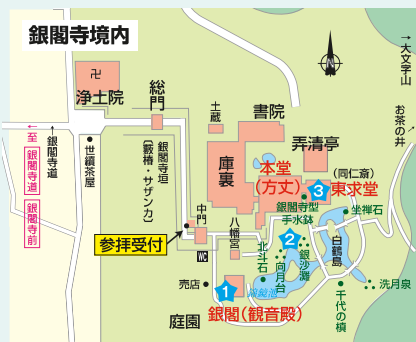 銀閣寺境内
卍
浄土院
総門
土蔵
書院
→大文字山
お茶の井→
弄清亭
庫裏
本堂
(方丈)
(同仁斎)
3
東求堂
←至
銀閣寺道
銀閣寺前
↑銀閣寺道
世續茶屋
銀閣寺垣
〔藪椿・サザンカ〕
中門
八幡宮
銀閣寺型
手水鉢
坐禅石
参拝受付
WC
2
北斗石
向月台
銀沙灘
白鶴島
売店
1
錦鏡池
銀閣(観音殿)
千代の槙
洗月泉
庭園